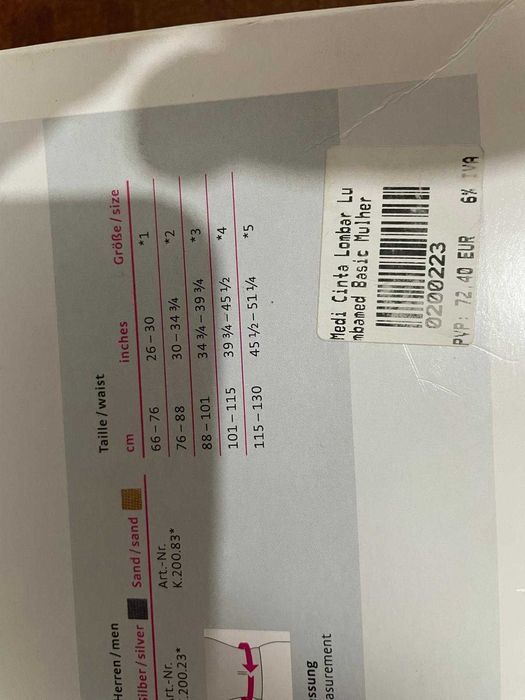 Herren / men
Taille / waist
ilber / silver
Sand / sand
cm inches Größe / size
rt.-Nr.
.200.23*
Art.-Nr.
K.200.83*
66 – 76 26 – 30 *1
76 – 88 30 – 34 ¾ *2
88 – 101 34 ¾ – 39 ¾ *3
101 – 115 39 ¾ – 45 ½ *4
115 – 130 45 ½ – 51 ¼ *5
ssung
asurement
Medi Cinta Lombar Lu
mbamed Basic Mulher
0200223
PVP: 72,40 EUR 6% IVA